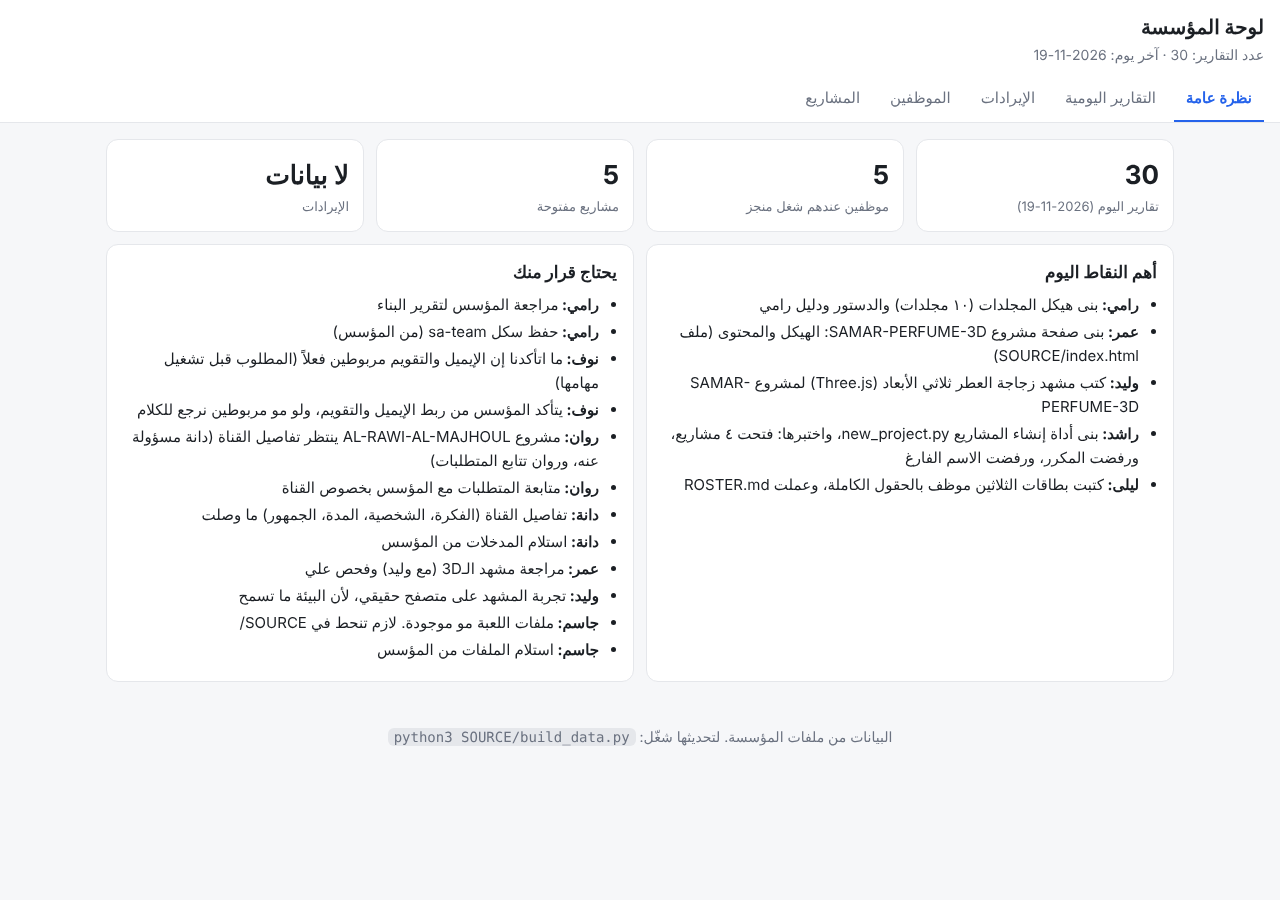 لوحة المؤسسة
عدد التقارير: 30 · آخر يوم: 2026-11-19
نظرة عامة
التقارير اليومية
الإيرادات
الموظفين
المشاريع
30
تقارير اليوم (2026-11-19)
5
موظفين عندهم شغل منجز
5
مشاريع مفتوحة
لا بيانات
الإيرادات
أهم النقاط اليوم
رامي: بنى هيكل المجلدات (١٠ مجلدات) والدستور ودليل رامي
عمر: بنى صفحة مشروع SAMAR-PERFUME-3D: الهيكل والمحتوى (ملف
SOURCE/index.html)
وليد: كتب مشهد زجاجة العطر ثلاثي الأبعاد (Three.js) لمشروع SAMAR-
PERFUME-3D
راشد: بنى أداة إنشاء المشاريع new_project.py، واختبرها: فتحت ٤ مشاريع،
ورفضت المكرر، ورفضت الاسم الفارغ
ليلى: كتبت بطاقات الثلاثين موظف بالحقول الكاملة، وعملت ROSTER.md
يحتاج قرار منك
رامي: مراجعة المؤسس لتقرير البناء
رامي: حفظ سكل sa-team (من المؤسس)
نوف: ما اتأكدنا إن الإيميل والتقويم مربوطين فعلاً (المطلوب قبل تشغيل
مهامها)
نوف: يتأكد المؤسس من ربط الإيميل والتقويم، ولو مو مربوطين نرجع للكلام
روان: مشروع AL-RAWI-AL-MAJHOUL ينتظر تفاصيل القناة (دانة مسؤولة
عنه، وروان تتابع المتطلبات)
روان: متابعة المتطلبات مع المؤسس بخصوص القناة
دانة: تفاصيل القناة (الفكرة، الشخصية، المدة، الجمهور) ما وصلت
دانة: استلام المدخلات من المؤسس
عمر: مراجعة مشهد الـ3D (مع وليد) وفحص علي
وليد: تجربة المشهد على متصفح حقيقي، لأن البيئة ما تسمح
جاسم: ملفات اللعبة مو موجودة. لازم تنحط في SOURCE/
جاسم: استلام الملفات من المؤسس
البيانات من ملفات المؤسسة. لتحديثها شغّل: python3 SOURCE/build_data.py